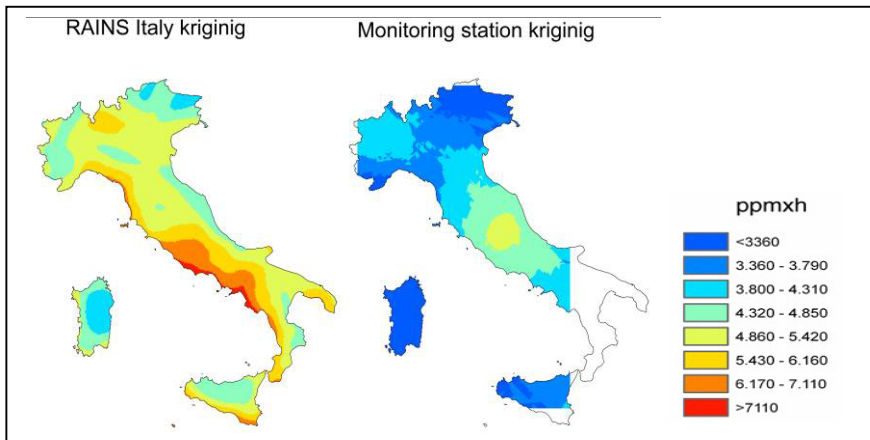 RAINS Italy kriginig
Monitoring station kriginig
ppmxh
<3360
3.360 - 3.790
3.800 - 4.310
4.320 - 4.850
4.860 - 5.420
5.430 - 6.160
6.170 - 7.110
>7110